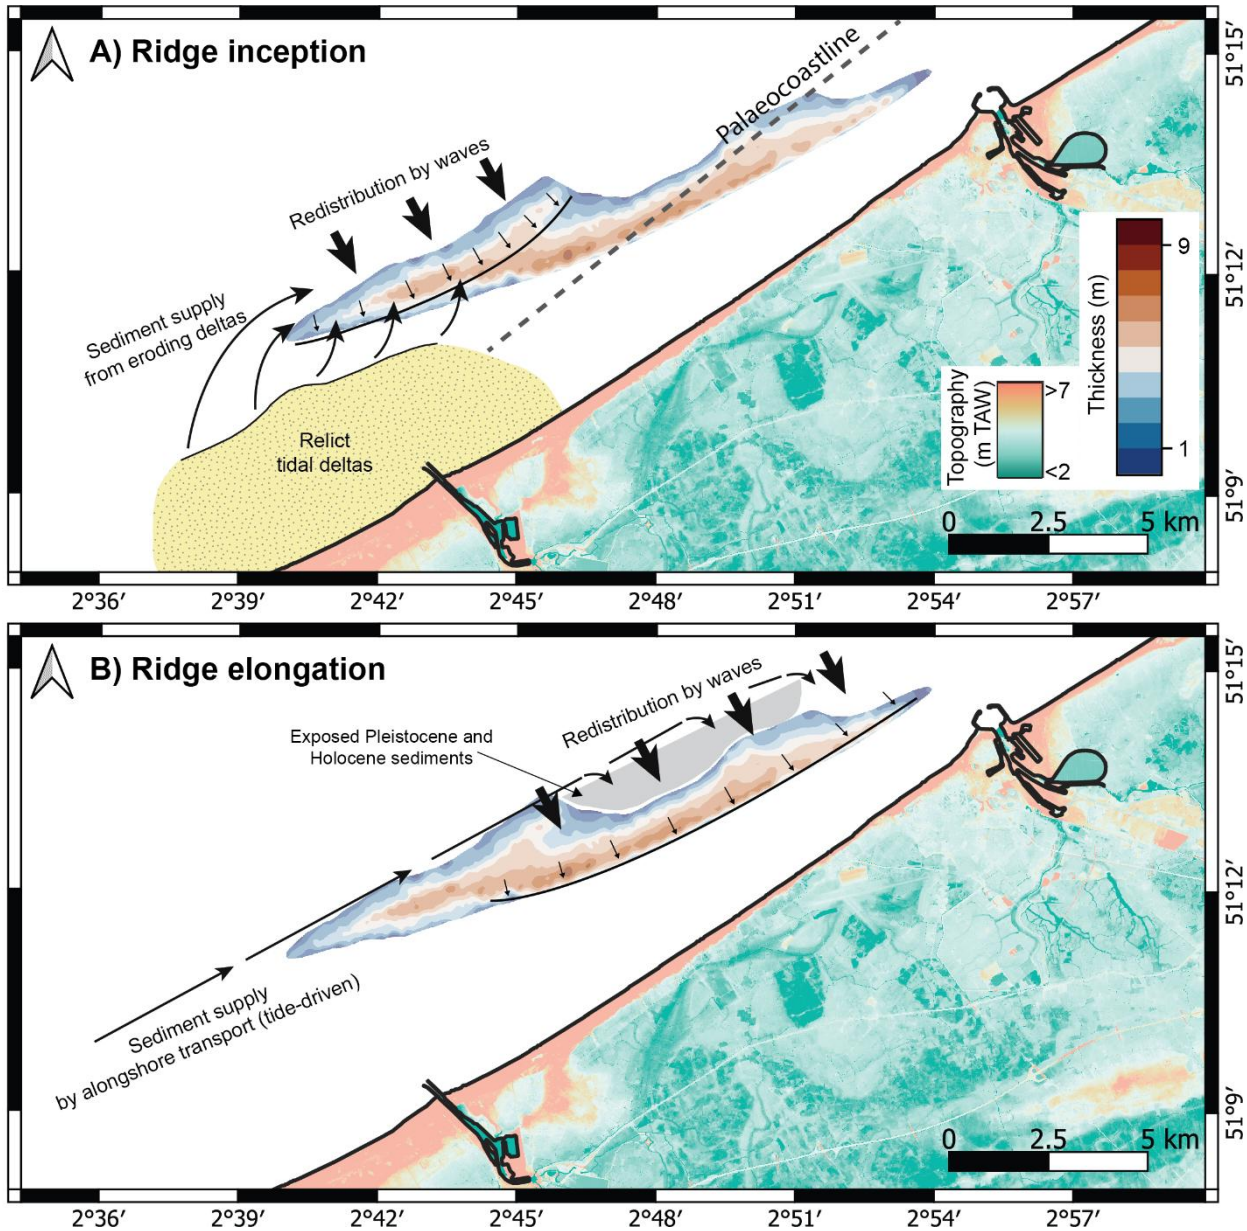 A) Ridge inception
Palaeocoastline
Redistribution by waves
Sediment supply
from eroding deltas
Relict
tidal deltas
Topography
(m TAW)
>7
<2
Thickness (m)
9
1
0 2.5 5 km
51°15′
51°12′
51°9′
2°36′ 2°39′ 2°42′ 2°45′ 2°48′ 2°51′ 2°54′ 2°57′
B) Ridge elongation
Redistribution by waves
Exposed Pleistocene and
Holocene sediments
Sediment supply
by alongshore transport (tide-driven)
0 2.5 5 km
51°15′
51°12′
51°9′
2°36′ 2°39′ 2°42′ 2°45′ 2°48′ 2°51′ 2°54′ 2°57′